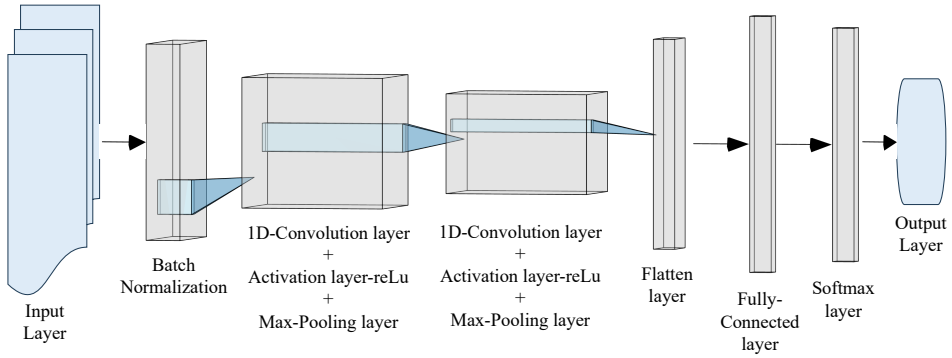 Input
Layer
Batch
Normalization
1D-Convolution layer
+
Activation layer-reLu
+
Max-Pooling layer
1D-Convolution layer
+
Activation layer-reLu
+
Max-Pooling layer
Flatten
layer
Fully-
Connected
layer
Softmax
layer
Output
Layer